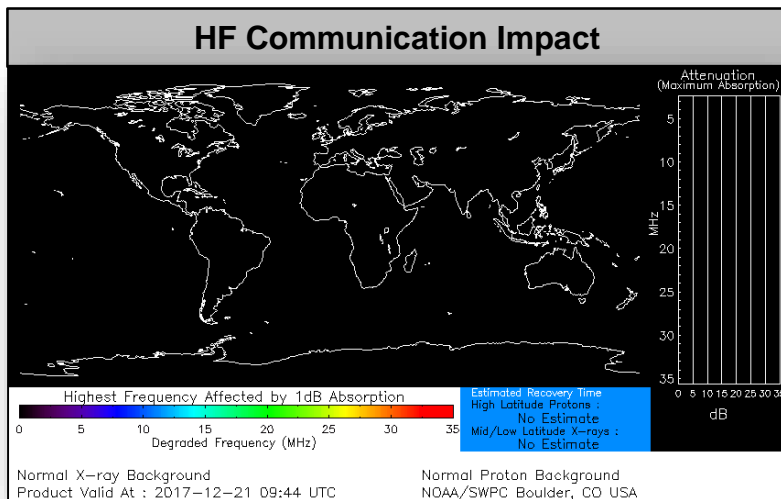 HF Communication Impact
Attenuation
(Maximum Absorption)
5
10
15
20
25
30
35
MHz
0 5 10 15 20 25 30 35
dB
Highest Frequency Affected by 1dB Absorption
0 5 10 15 20 25 30 35
Degraded Frequency (MHz)
Estimated Recovery Time
High Latitude Protons :
No Estimate
Mid/Low Latitude X-rays :
No Estimate
Normal X-ray Background
Product Valid At : 2017-12-21 09:44 UTC
Normal Proton Background
NOAA/SWPC Boulder, CO USA